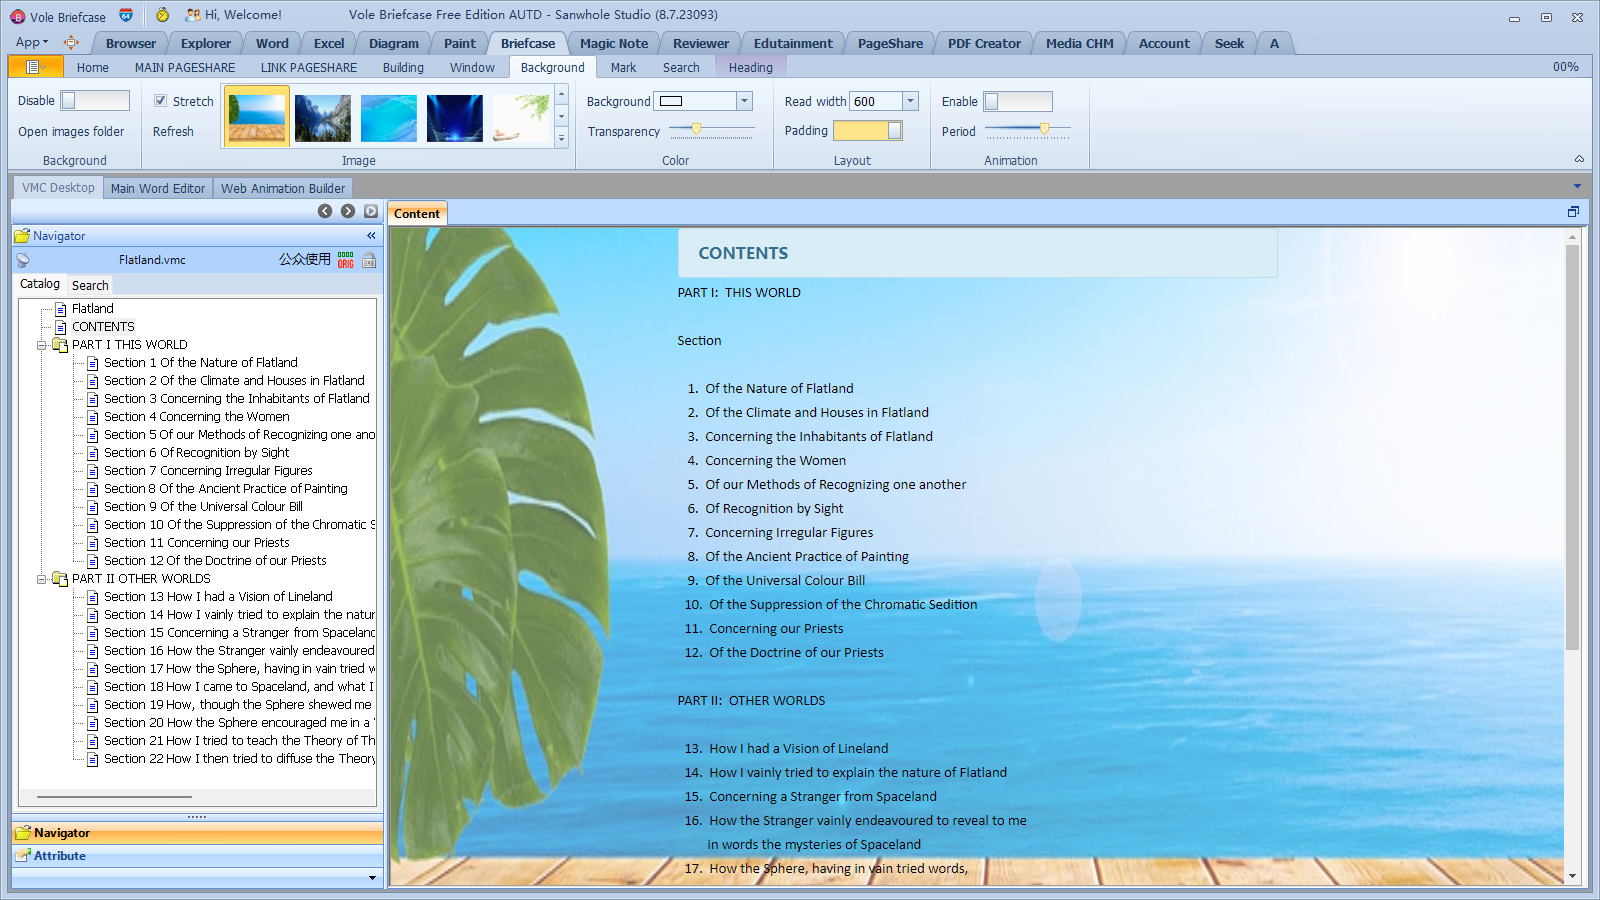 Vole Briefcase
Hi, Welcome!
Vole Briefcase Free Edition AUTD - Sanwhole Studio (8.7.23093)
App
Browser
Explorer
Word
Excel
Diagram
Paint
Briefcase
Magic Note
Reviewer
Edutainment
PageShare
PDF Creator
Media CHM
Account
Seek
A
Home
MAIN PAGESHARE
LINK PAGESHARE
Building
Window
Background
Mark
Search
Heading
00%
Disable
Open images folder
Background
Stretch
Refresh
Image
Background
Transparency
Color
Read width 600
Padding
Layout
Enable
Period
Animation
VMC Desktop
Main Word Editor
Web Animation Builder
Navigator
Flatland.vmc
公众使用
ORIG
Catalog
Search
Flatland
CONTENTS
PART I THIS WORLD
Section 1 Of the Nature of Flatland
Section 2 Of the Climate and Houses in Flatland
Section 3 Concerning the Inhabitants of Flatland
Section 4 Concerning the Women
Section 5 Of our Methods of Recognizing one ano
Section 6 Of Recognition by Sight
Section 7 Concerning Irregular Figures
Section 8 Of the Ancient Practice of Painting
Section 9 Of the Universal Colour Bill
Section 10 Of the Suppression of the Chromatic S
Section 11 Concerning our Priests
Section 12 Of the Doctrine of our Priests
PART II OTHER WORLDS
Section 13 How I had a Vision of Lineland
Section 14 How I vainly tried to explain the natur
Section 15 Concerning a Stranger from Spaceland
Section 16 How the Stranger vainly endeavoured
Section 17 How the Sphere, having in vain tried w
Section 18 How I came to Spaceland, and what I
Section 19 How, though the Sphere shewed me
Section 20 How the Sphere encouraged me in a
Section 21 How I tried to teach the Theory of Th
Section 22 How I then tried to diffuse the Theory
Navigator
Attribute
Content
CONTENTS
PART I:  THIS WORLD
Section
1.  Of the Nature of Flatland
2.  Of the Climate and Houses in Flatland
3.  Concerning the Inhabitants of Flatland
4.  Concerning the Women
5.  Of our Methods of Recognizing one another
6.  Of Recognition by Sight
7.  Concerning Irregular Figures
8.  Of the Ancient Practice of Painting
9.  Of the Universal Colour Bill
10.  Of the Suppression of the Chromatic Sedition
11.  Concerning our Priests
12.  Of the Doctrine of our Priests
PART II:  OTHER WORLDS
13.  How I had a Vision of Lineland
14.  How I vainly tried to explain the nature of Flatland
15.  Concerning a Stranger from Spaceland
16.  How the Stranger vainly endeavoured to reveal to me
in words the mysteries of Spaceland
17.  How the Sphere, having in vain tried words,